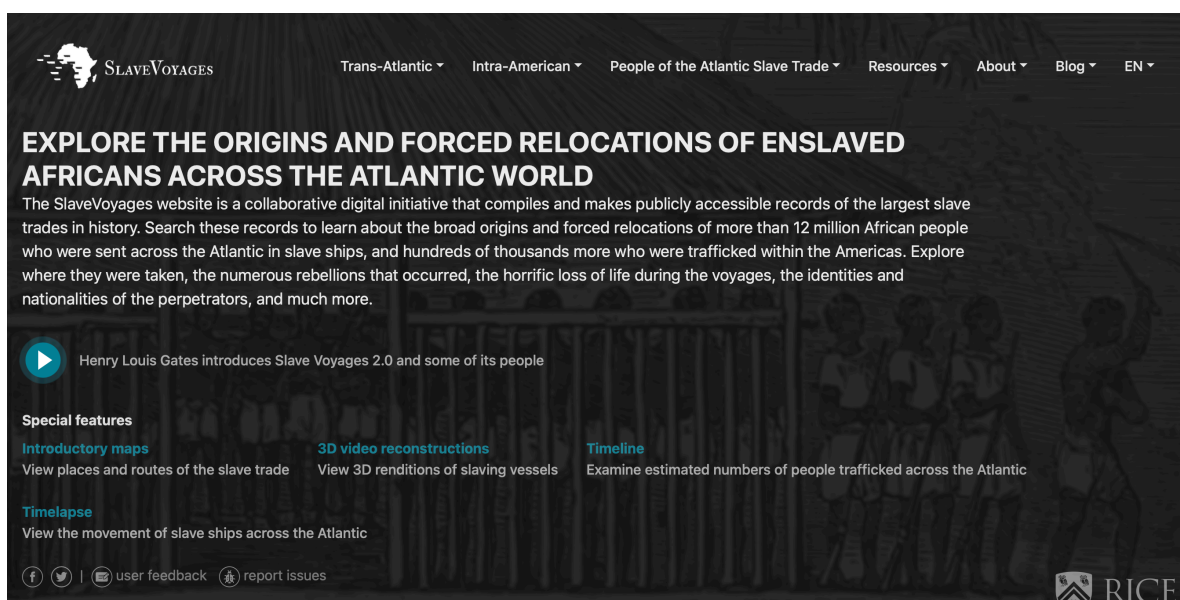 SLAVEVOYAGES
Trans-Atlantic Intra-American People of the Atlantic Slave Trade Resources About Blog EN
EXPLORE THE ORIGINS AND FORCED RELOCATIONS OF ENSLAVED
AFRICANS ACROSS THE ATLANTIC WORLD
The SlaveVoyages website is a collaborative digital initiative that compiles and makes publicly accessible records of the largest slave
trades in history. Search these records to learn about the broad origins and forced relocations of more than 12 million African people
who were sent across the Atlantic in slave ships, and hundreds of thousands more who were trafficked within the Americas. Explore
where they were taken, the numerous rebellions that occurred, the horrific loss of life during the voyages, the identities and
nationalities of the perpetrators, and much more.
Henry Louis Gates introduces Slave Voyages 2.0 and some of its people
Special features
Introductory maps 3D video reconstructions Timeline
View places and routes of the slave trade View 3D renditions of slaving vessels Examine estimated numbers of people trafficked across the Atlantic
Timelapse
View the movement of slave ships across the Atlantic
| user feedback report issues
RICE